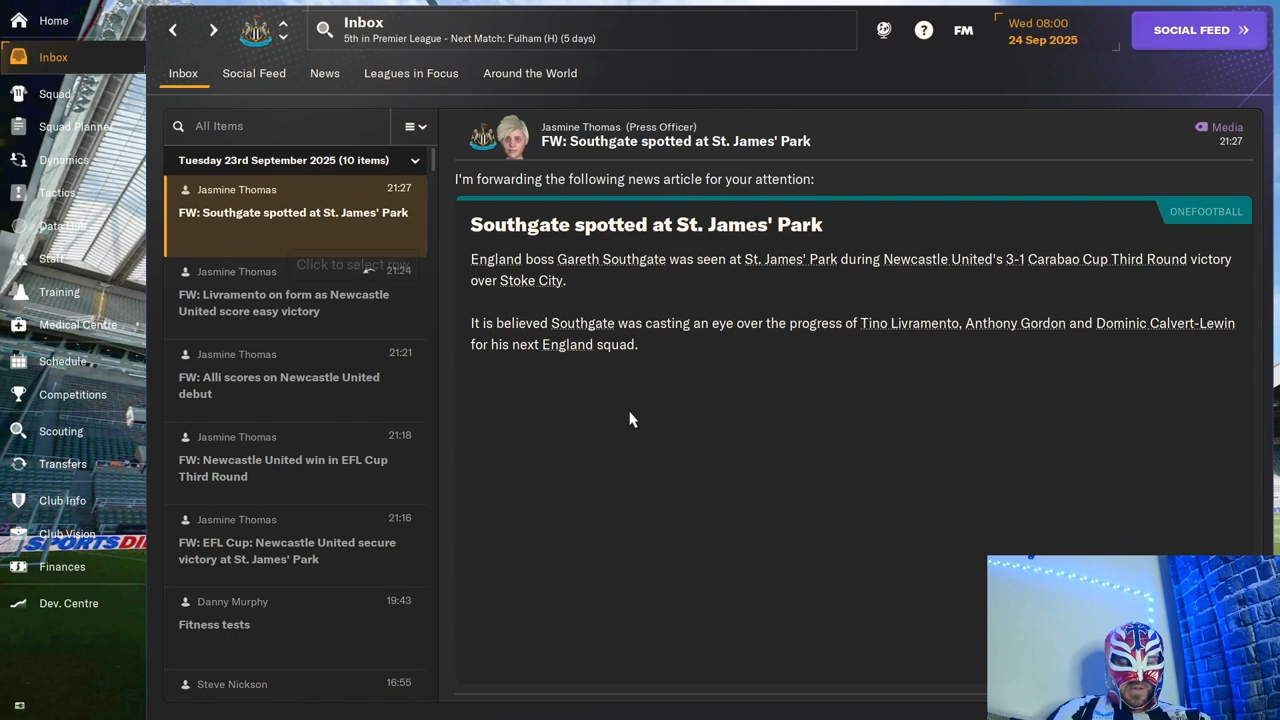 Home
Inbox
Squad
Squad Planner
Dynamics
Tactics
Data Hub
Staff
Training
Medical Centre
Schedule
Competitions
Scouting
Transfers
Club Info
Club Vision
SPORTSDI
Finances
Dev. Centre
Inbox
5th in Premier League - Next Match: Fulham (H) (5 days)
?
FM
Wed 08:00
24 Sep 2025
SOCIAL FEED
Inbox
Social Feed
News
Leagues in Focus
Around the World
All Items
Tuesday 23rd September 2025 (10 items)
Jasmine Thomas 21:27
FW: Southgate spotted at St. James' Park
Click to select row
Jasmine Thomas 21:24
FW: Livramento on form as Newcastle
United score easy victory
Jasmine Thomas 21:21
FW: Alli scores on Newcastle United
debut
Jasmine Thomas 21:18
FW: Newcastle United win in EFL Cup
Third Round
Jasmine Thomas 21:16
FW: EFL Cup: Newcastle United secure
victory at St. James' Park
Danny Murphy 19:43
Fitness tests
Steve Nickson 16:55
Jasmine Thomas (Press Officer)
FW: Southgate spotted at St. James' Park
Media
21:27
I'm forwarding the following news article for your attention:
ONEFOOTBALL
Southgate spotted at St. James' Park
England boss Gareth Southgate was seen at St. James' Park during Newcastle United's 3-1 Carabao Cup Third Round victory
over Stoke City.
It is believed Southgate was casting an eye over the progress of Tino Livramento, Anthony Gordon and Dominic Calvert-Lewin
for his next England squad.